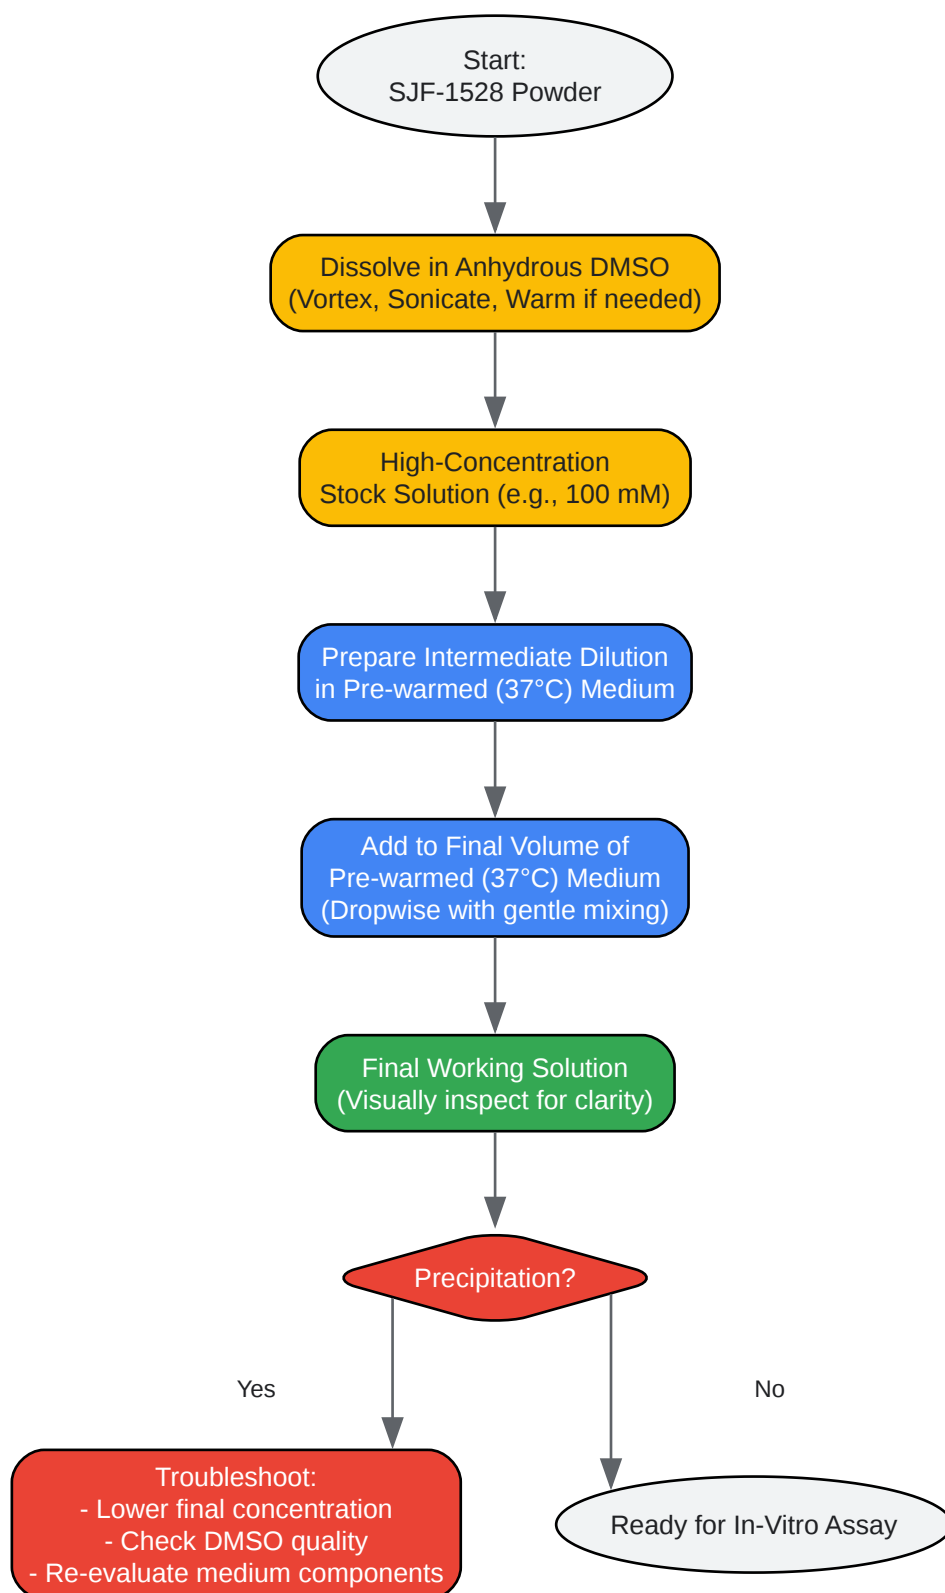 Start:
SJF-1528 Powder
Dissolve in Anhydrous DMSO
(Vortex, Sonicate, Warm if needed)
High-Concentration
Stock Solution (e.g., 100 mM)
Prepare Intermediate Dilution
in Pre-warmed (37°C) Medium
Add to Final Volume of
Pre-warmed (37°C) Medium
(Dropwise with gentle mixing)
Final Working Solution
(Visually inspect for clarity)
Precipitation?
Yes
No
Troubleshoot:
- Lower final concentration
- Check DMSO quality
- Re-evaluate medium components
Ready for In-Vitro Assay